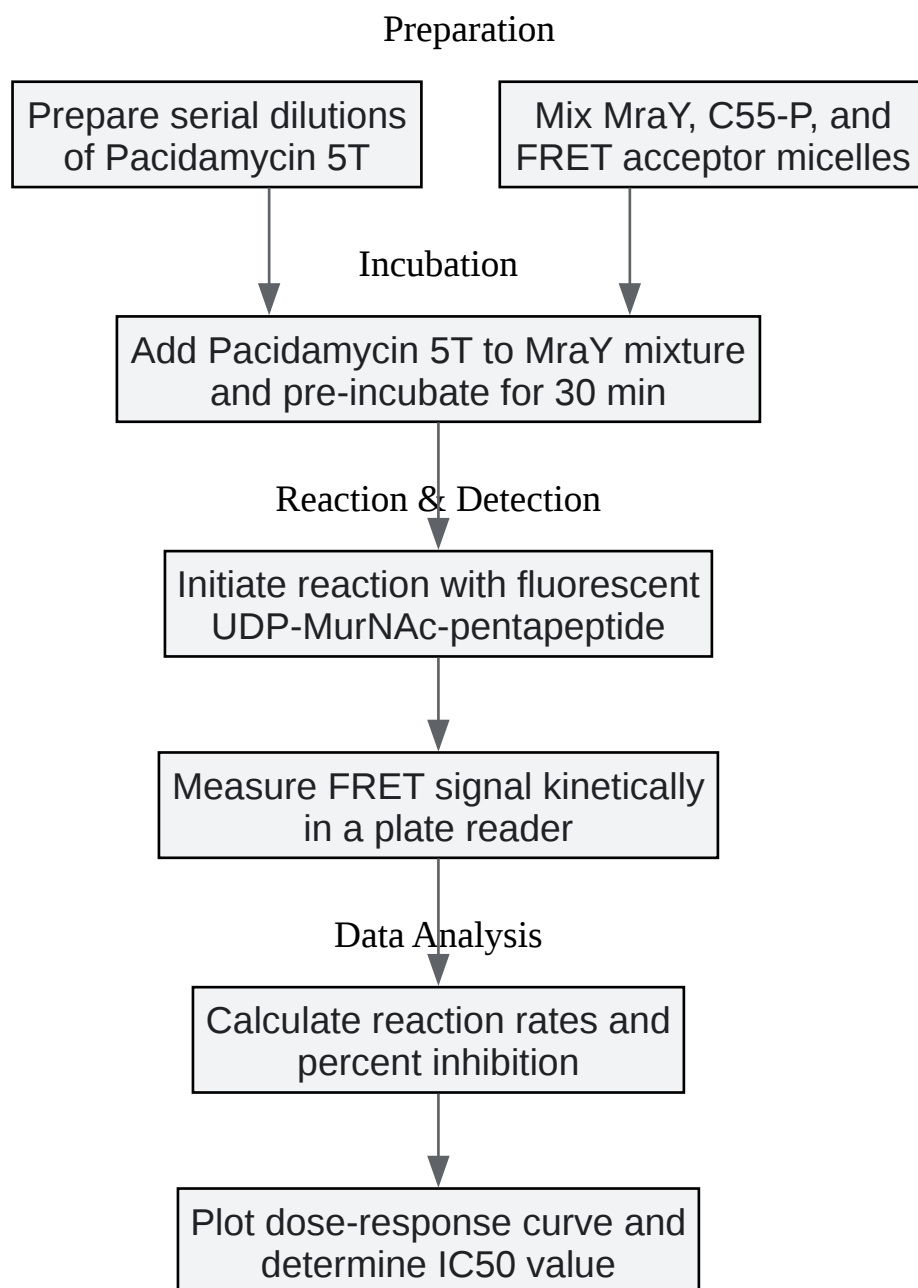 Preparation
Prepare serial dilutions
of Pacidamycin 5T
Mix MraY, C55-P, and
FRET acceptor micelles
Incubation
Add Pacidamycin 5T to MraY mixture
and pre-incubate for 30 min
Reaction & Detection
Initiate reaction with fluorescent
UDP-MurNAc-pentapeptide
Measure FRET signal kinetically
in a plate reader
Data Analysis
Calculate reaction rates and
percent inhibition
Plot dose-response curve and
determine IC50 value